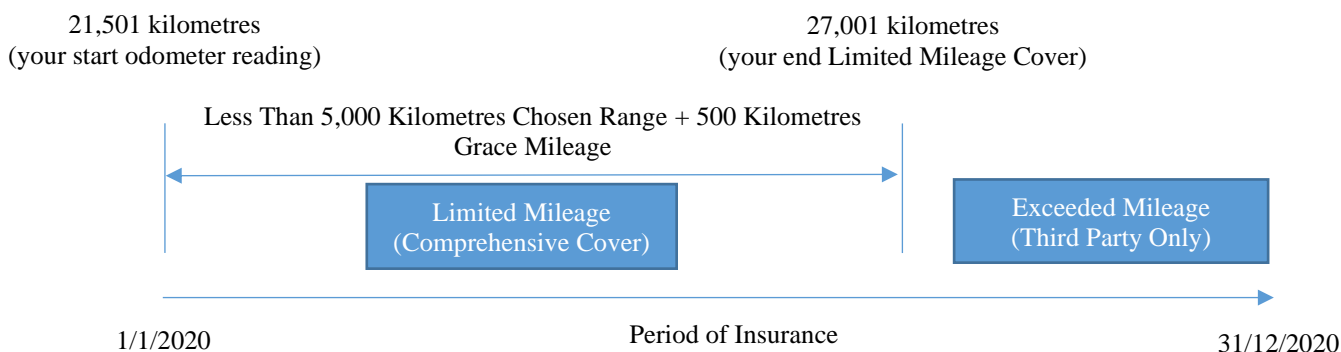 21,501 kilometres
(your start odometer reading)
27,001 kilometres
(your end Limited Mileage Cover)
Less Than 5,000 Kilometres Chosen Range + 500 Kilometres
Grace Mileage
Limited Mileage
(Comprehensive Cover)
Exceeded Mileage
(Third Party Only)
1/1/2020
Period of Insurance
31/12/2020